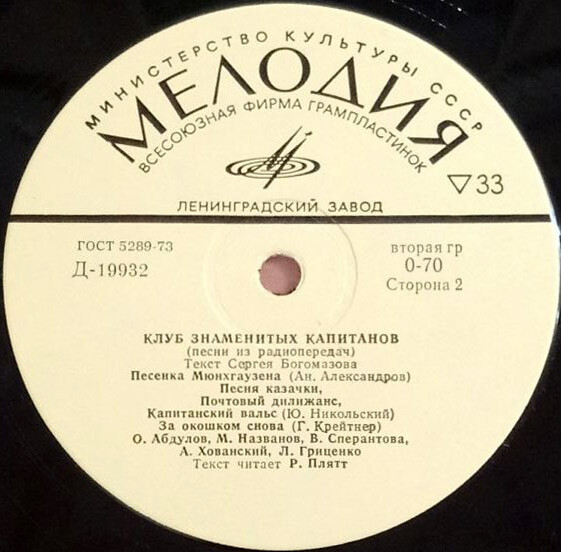 МИНИСТЕРСТВО КУЛЬТУРЫ СССР
МЕЛОДИЯ
ВСЕСОЮЗНАЯ ФИРМА ГРАМПЛАСТИНОК
▽33
ЛЕНИНГРАДСКИЙ ЗАВОД
ГОСТ 5289-73
Д-19932
вторая гр
0-70
Сторона 2
КЛУБ ЗНАМЕНИТЫХ КАПИТАНОВ
(песни из радиопередач)
Текст Сергея Богомазова
Песенка Мюнхгаузена (Ан. Александров)
Песня казачки,
Почтовый дилижанс,
Капитанский вальс (Ю. Никольский)
За окошком снова (Г. Крейтнер)
О. Абдулов, М. Названов, В. Сперантова,
А. Хованский, Л. Гриценко
Текст читает Р. Плятт